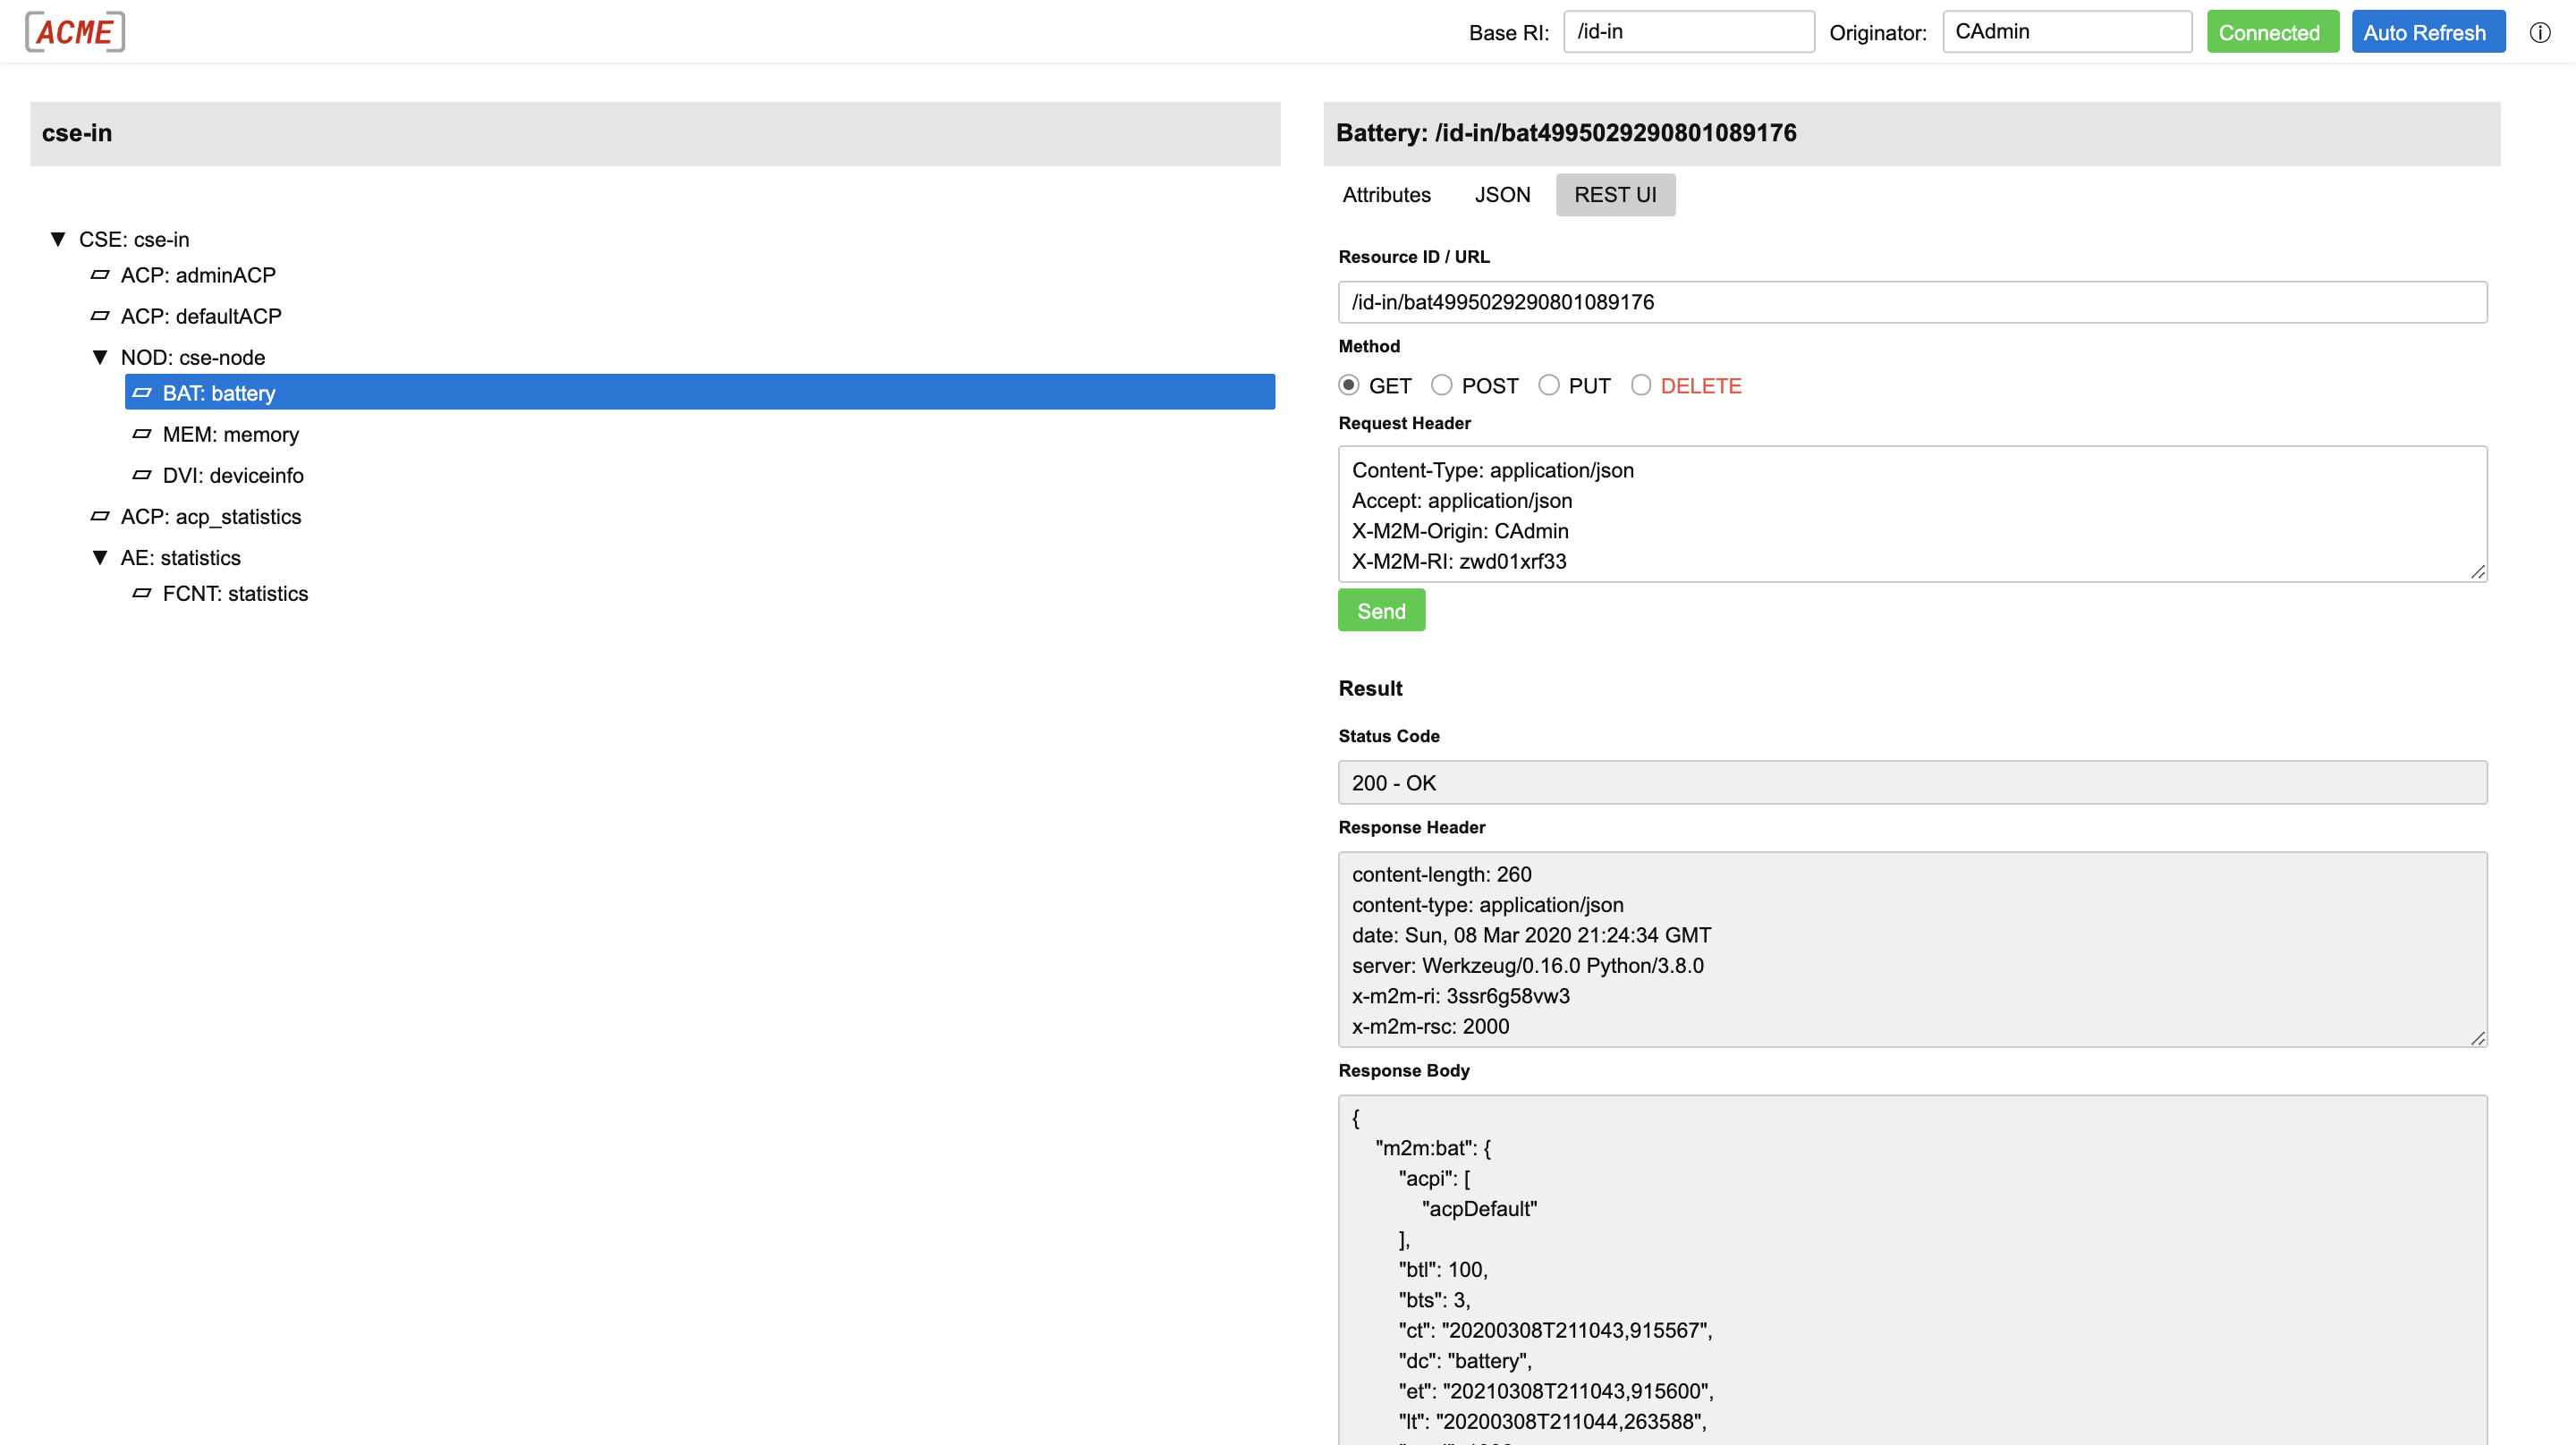 ACME
Base RI: /id-in Originator: CAdmin Connected Auto Refresh
cse-in
CSE: cse-in
ACP: adminACP
ACP: defaultACP
NOD: cse-node
BAT: battery
MEM: memory
DVI: deviceinfo
ACP: acp_statistics
AE: statistics
FCNT: statistics
Battery: /id-in/bat4995029290801089176
Attributes JSON REST UI
Resource ID / URL
/id-in/bat4995029290801089176
Method
GET POST PUT DELETE
Request Header
Content-Type: application/json
Accept: application/json
X-M2M-Origin: CAdmin
X-M2M-RI: zwd01xrf33
Send
Result
Status Code
200 - OK
Response Header
content-length: 260
content-type: application/json
date: Sun, 08 Mar 2020 21:24:34 GMT
server: Werkzeug/0.16.0 Python/3.8.0
x-m2m-ri: 3ssr6g58vw3
x-m2m-rsc: 2000
Response Body
{
"m2m:bat": {
"acpi": [
"acpDefault"
],
"btl": 100,
"bts": 3,
"ct": "20200308T211043,915567",
"dc": "battery",
"et": "20210308T211043,915600",
"lt": "20200308T211044,263588",